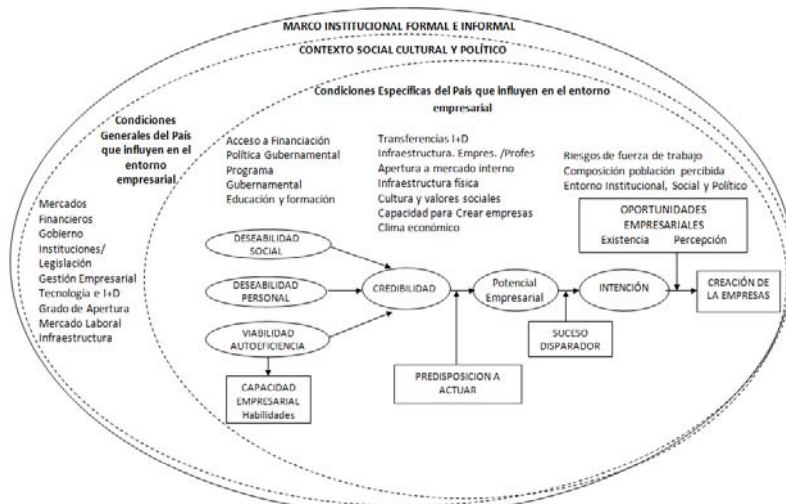 MARCO INSTITUCIONAL FORMAL E INFORMAL
CONTEXTO SOCIAL CULTURAL Y POLÍTICO
Condiciones Específicas del País que influyen en el entorno
empresarial
Condiciones
Generales del País
que influyen en el
entorno
empresarial.
Mercados
Financieros
Gobierno
Instituciones/
Legislación
Gestión Empresarial
Tecnología e I+D
Grado de Apertura
Mercado Laboral
Infraestructura
Acceso a Financiación
Política Gubernamental
Programa
Gubernamental
Educación y formación
Transferencias I+D
Infraestructura. Empres. /Profes
Apertura a mercado interno
Infraestructura física
Cultura y valores sociales
Capacidad para Crear empresas
Clima económico
Riesgos de fuerza de trabajo
Composición población percibida
Entorno Institucional, Social y Político
OPORTUNIDADES
EMPRESARIALES
Existencia Percepción
DESEABILIDAD
SOCIAL
DESEABILIDAD
PERSONAL
VIABILIDAD
AUTOEFICIENCIA
CAPACIDAD
EMPRESARIAL
Habilidades
CREDIBILIDAD
PREDISPOSICION A
ACTUAR
Potencial
Empresarial
SUCESO
DISPARADOR
INTENCIÓN
CREACIÓN DE
LA EMPRESAS